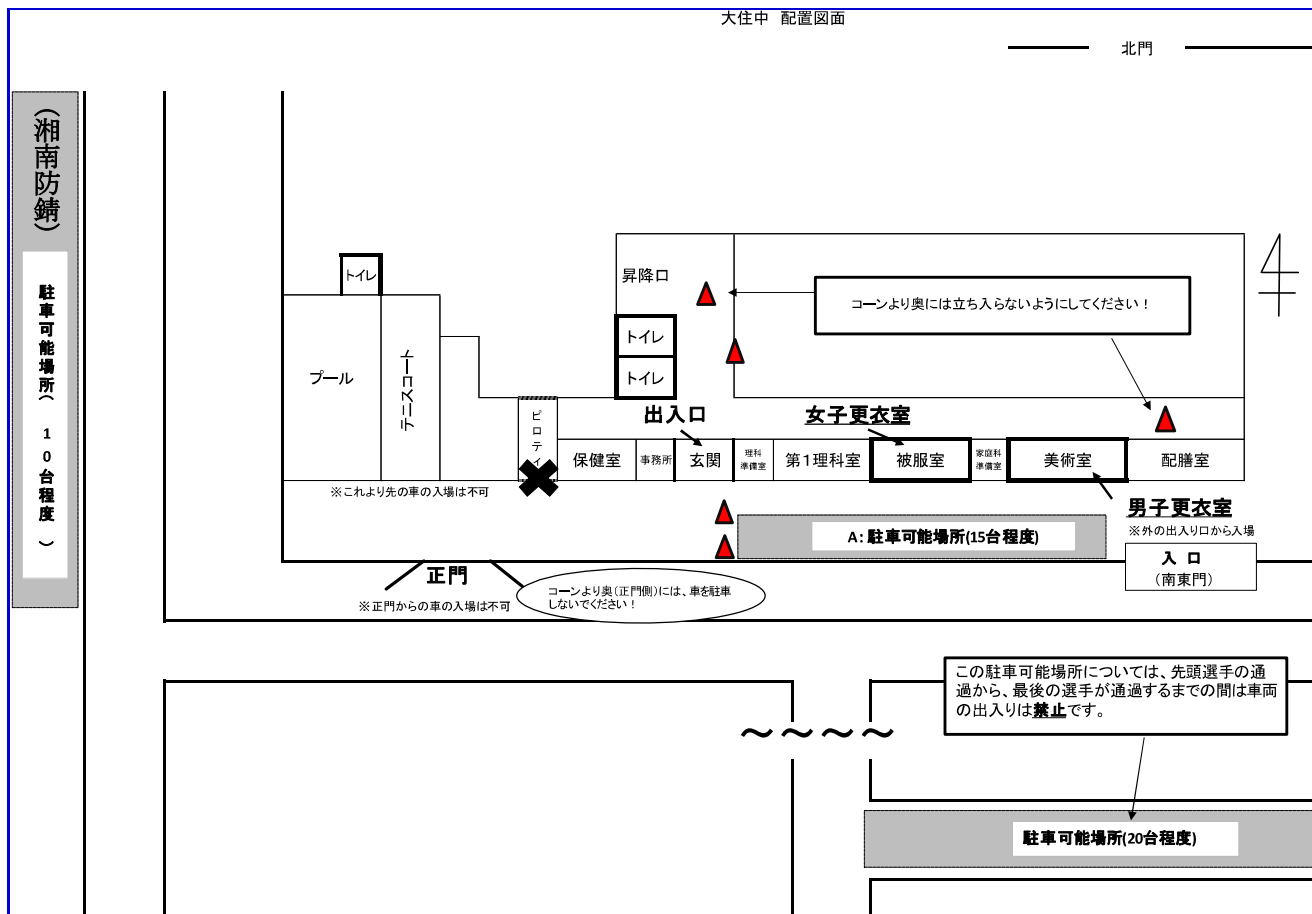 大住中 配置図面
北門
（湘南防錆）
駐車可能場所（ 10台程度 ）
トイレ
昇降口
コーンより奥には立ち入らないようにしてください！
トイレ
プール
テニスコート
トイレ
ピロティ
出入口
女子更衣室
保健室
事務所
玄関
理科
準備室
第１理科室
被服室
家庭科
準備室
美術室
配膳室
※これより先の車の入場は不可
男子更衣室
※外の出入り口から入場
A：駐車可能場所(15台程度)
入 口
（南東門）
正門
※正門からの車の入場は不可
コーンより奥（正門側）には、車を駐車
しないでください！
この駐車可能場所については、先頭選手の通
過から、最後の選手が通過するまでの間は車両
の出入りは禁止です。
～～～～
駐車可能場所(20台程度)